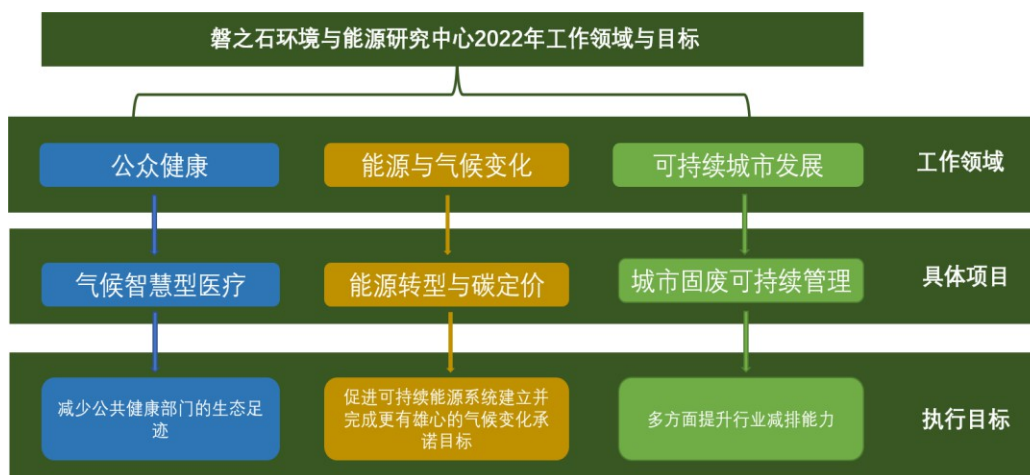 磐之石环境与能源研究中心2022年工作领域与目标
公众健康
能源与气候变化
可持续城市发展
工作领域
气候智慧型医疗
能源转型与碳定价
城市固废可持续管理
具体项目
减少公共健康部门的生态足
迹
促进可持续能源系统建立并
完成更有雄心的气候变化承
诺目标
多方面提升行业减排能力
执行目标